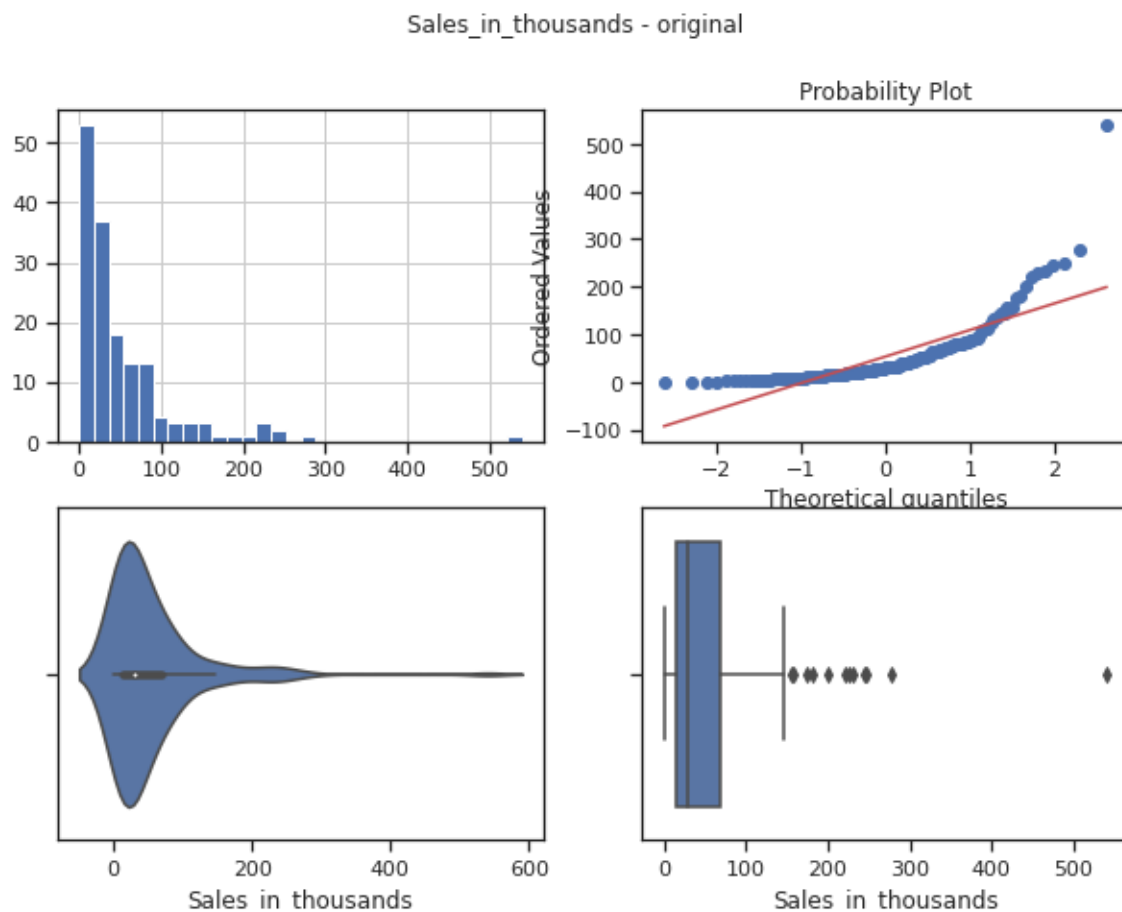 Sales_in_thousands - original
Probability Plot
50
40
30
20
10
0
0 100 200 300 400 500
Ordered Values
500
400
300
200
100
0
−100
−2 −1 0 1 2
Theoretical quantiles
0 200 400 600
Sales_in_thousands
0 100 200 300 400 500
Sales_in_thousands